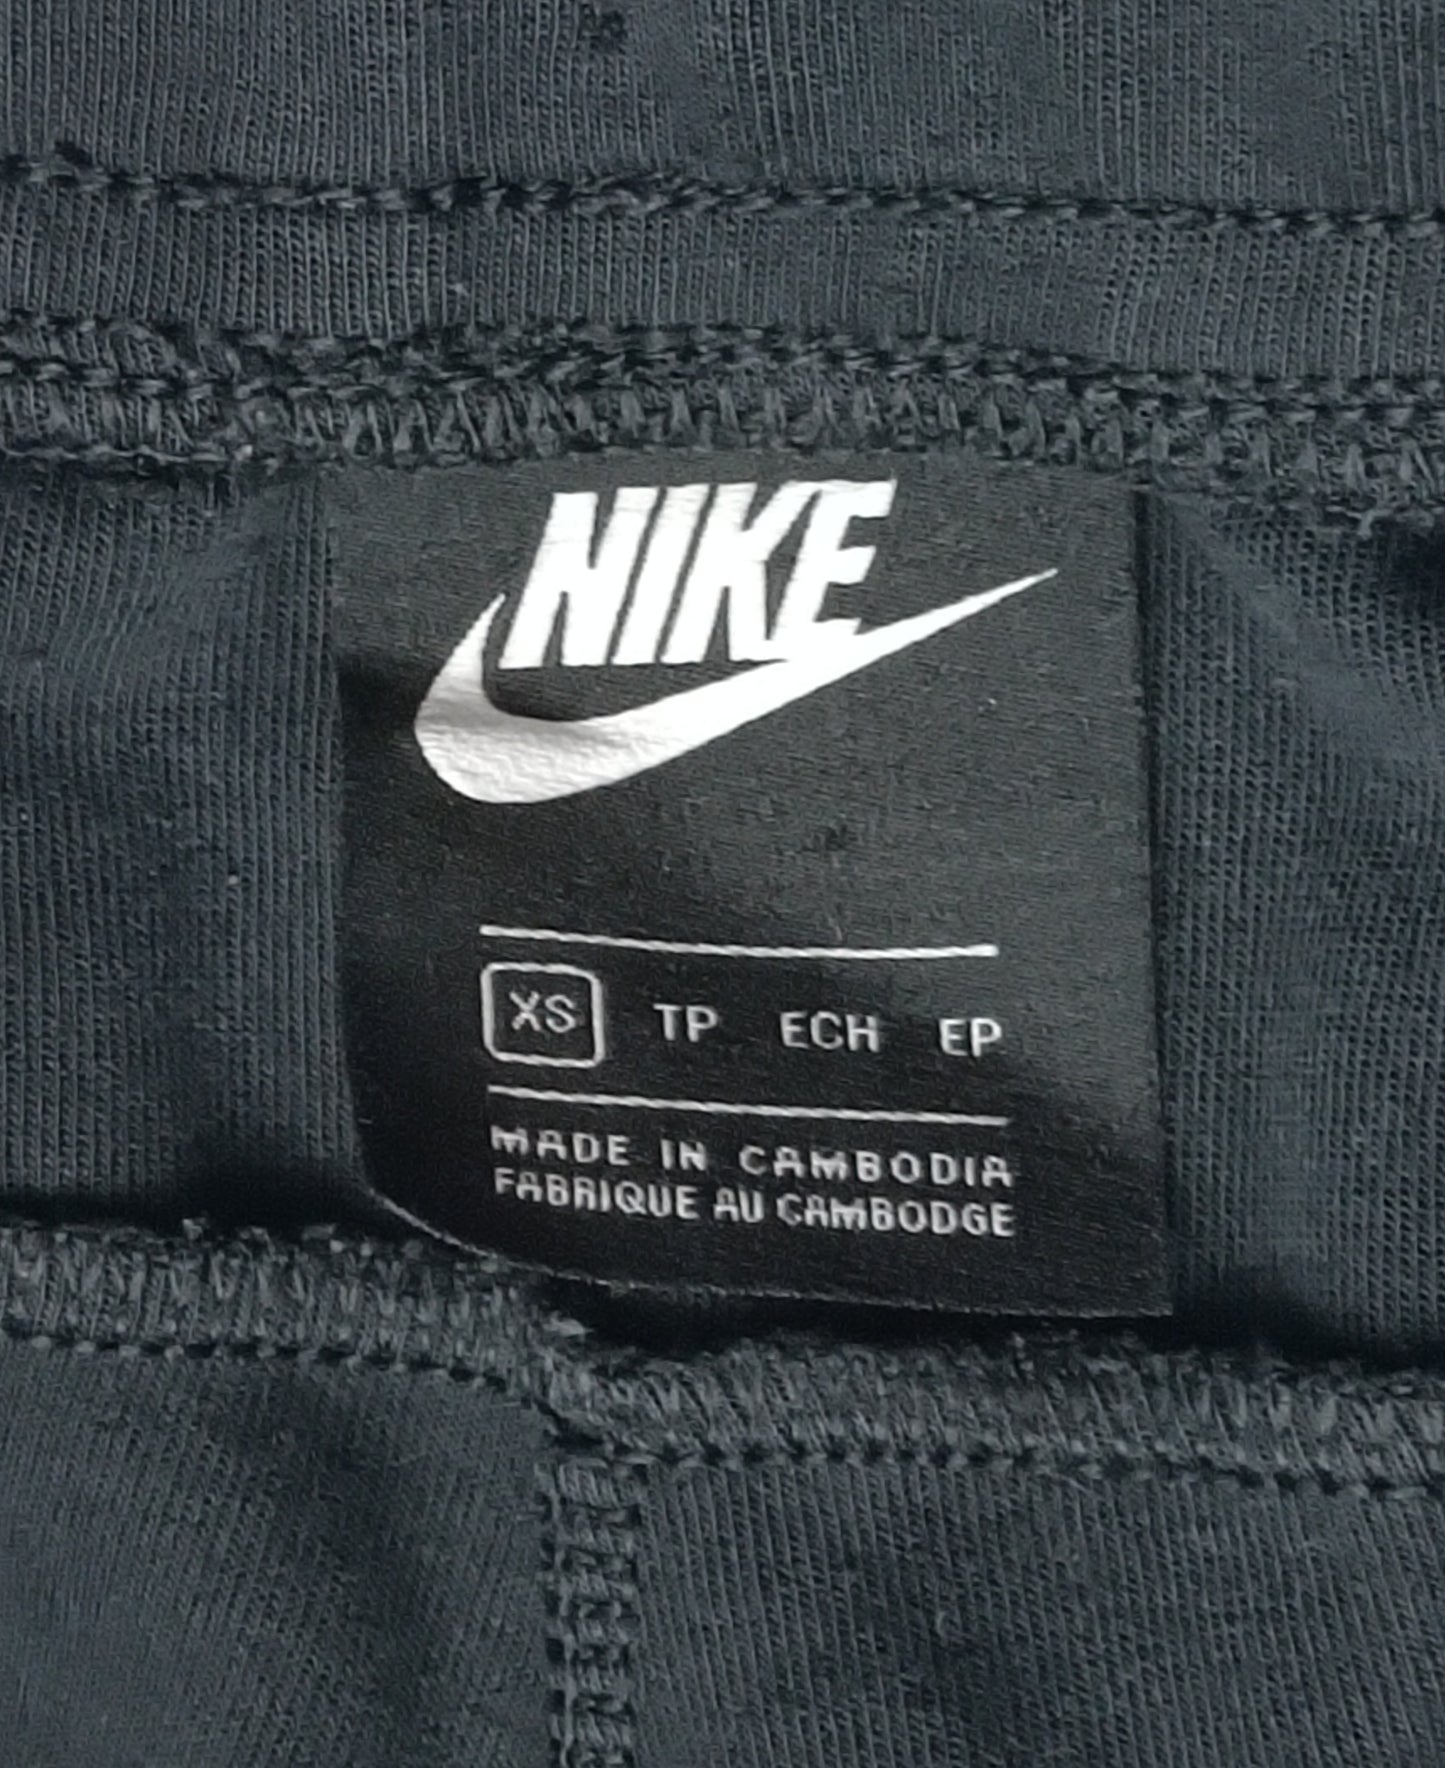 NIKE
XS TP ECH EP
MADE IN CAMBODIA
FABRIQUE AU CAMBODGE